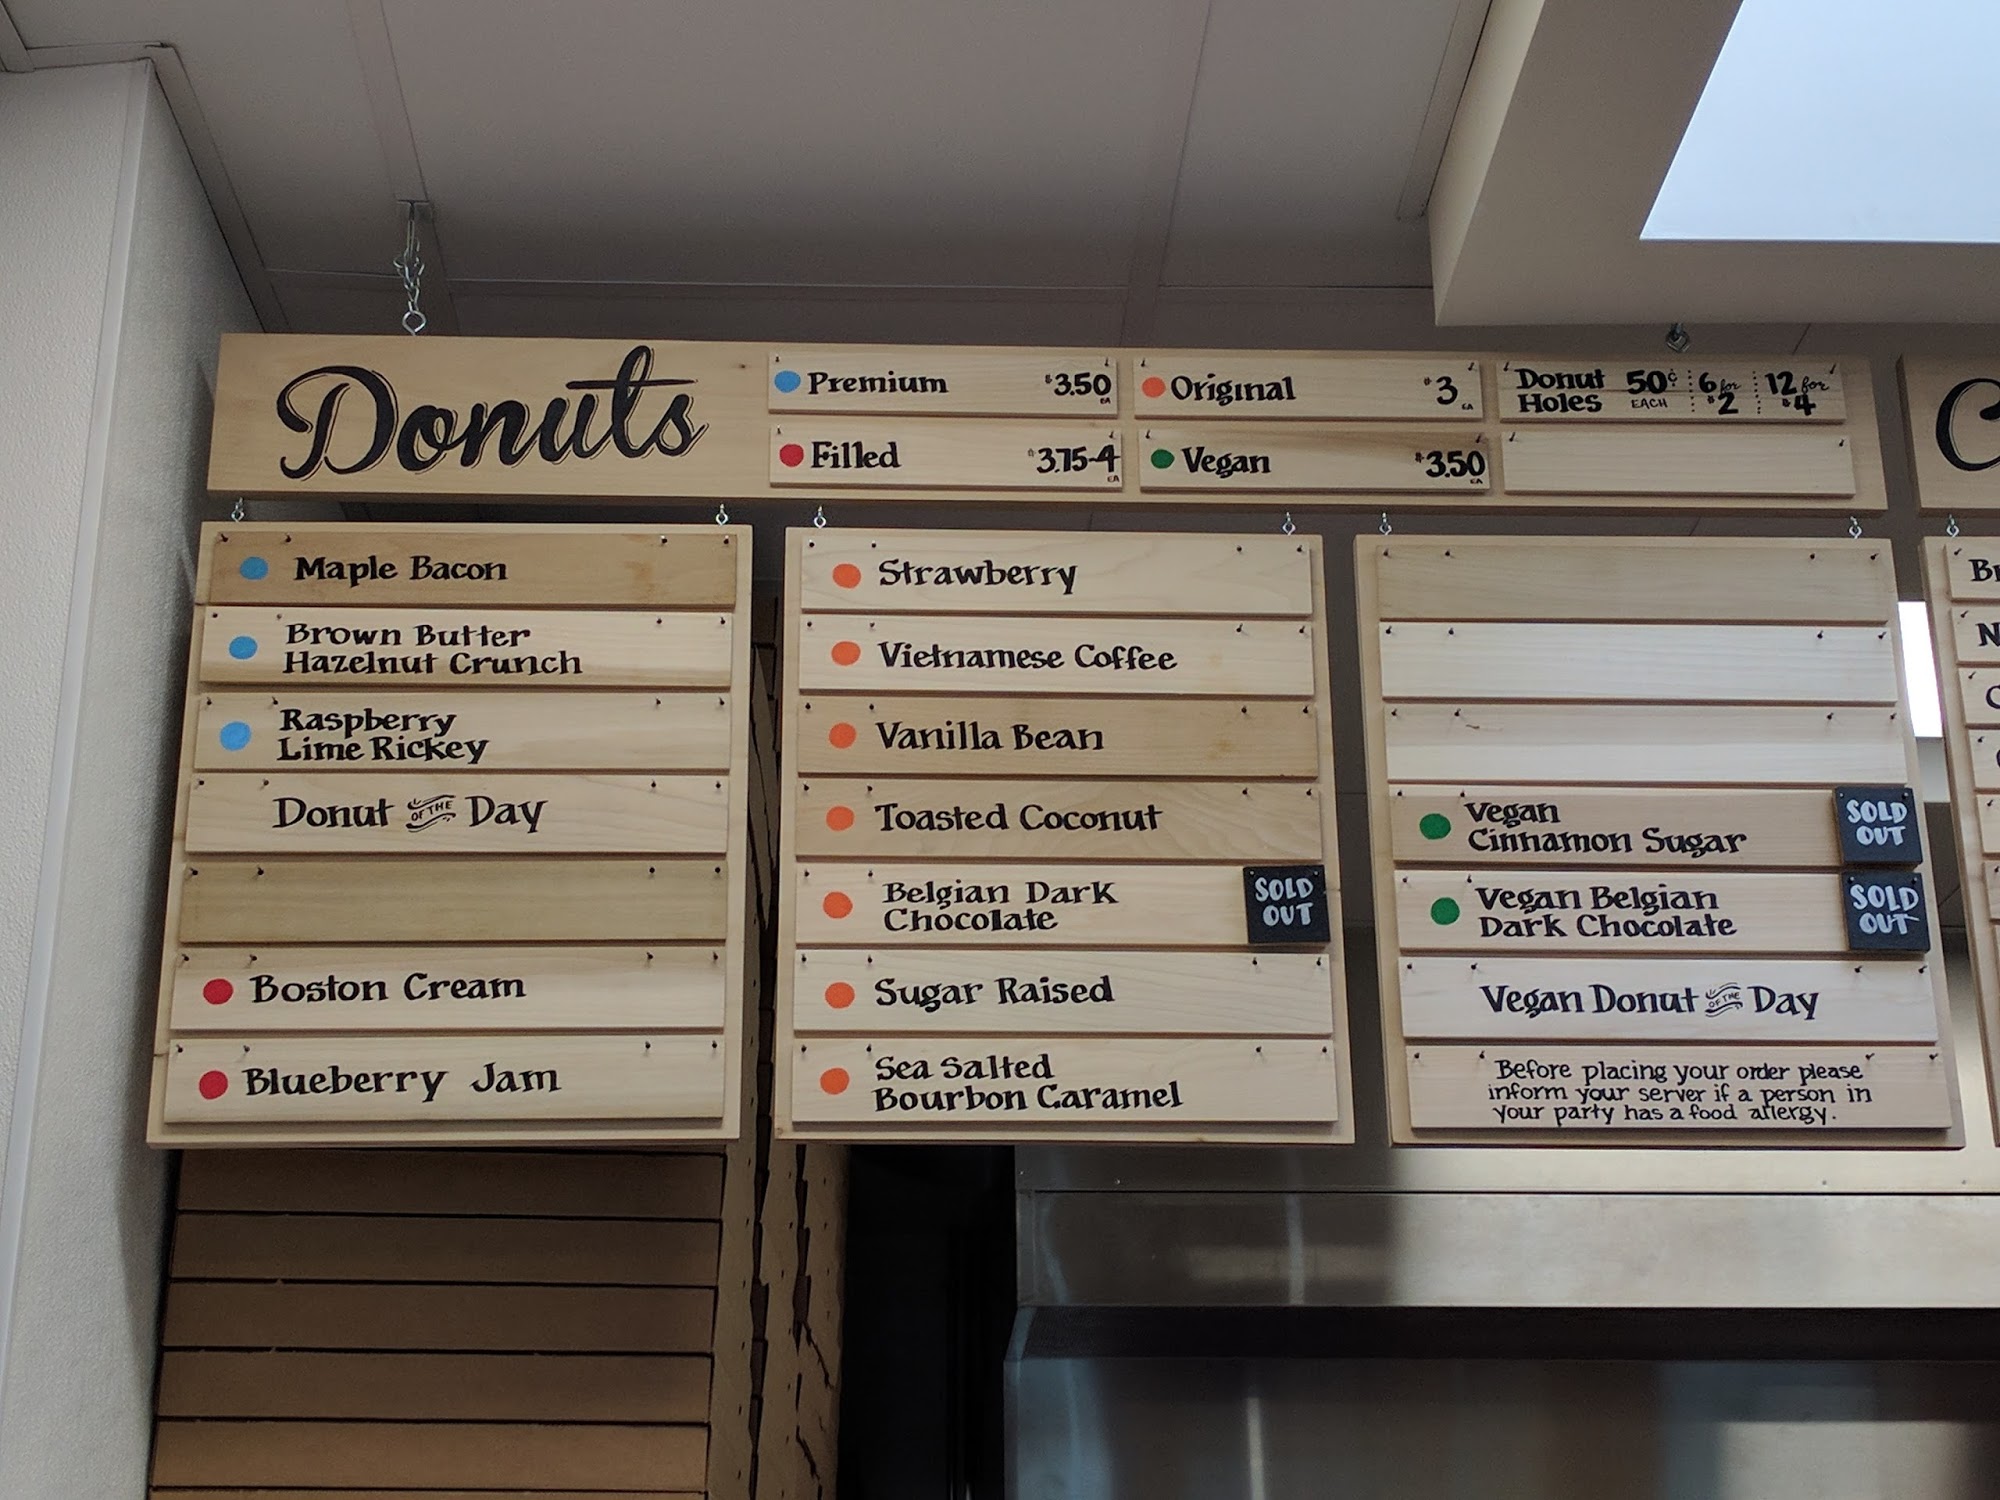 Donuts
Premium $3.50 EA
Filled $3.75-4 EA
Original $3 EA
Vegan $3.50 EA
Donut Holes 50¢ EACH 6 for $2 12 for $4
Maple Bacon
Brown Butter
Hazelnut Crunch
Raspberry
Lime Rickey
Donut OF THE Day
Boston Cream
Blueberry Jam
Strawberry
Vietnamese Coffee
Vanilla Bean
Toasted Coconut
Belgian Dark
Chocolate
SOLD
OUT
Sugar Raised
Sea Salted
Bourbon Caramel
Vegan
Cinnamon Sugar
SOLD
OUT
Vegan Belgian
Dark Chocolate
SOLD
OUT
Vegan Donut OF THE Day
Before placing your order please
inform your server if a person in
your party has a food allergy.